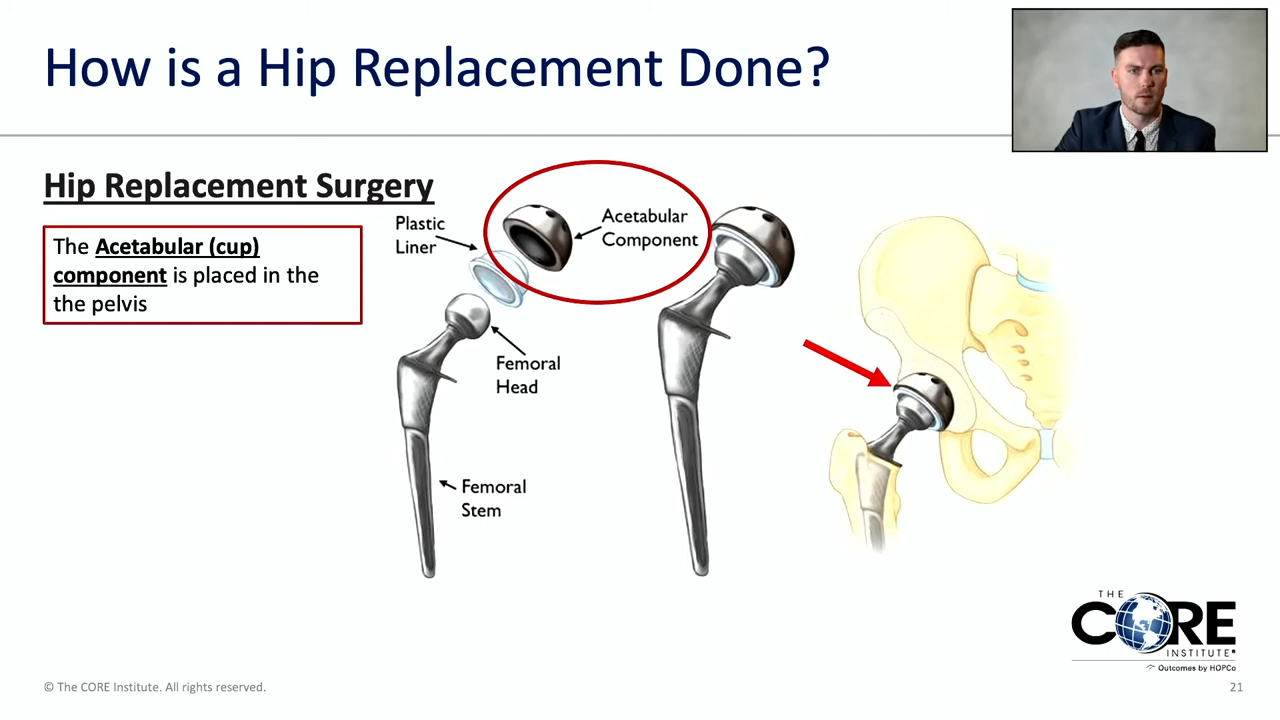 How is a Hip Replacement Done?
Hip Replacement Surgery
The Acetabular (cup)
component is placed in the
the pelvis
Plastic
Liner
Acetabular
Component
Femoral
Head
Femoral
Stem
THE
CORE
INSTITUTE
Outcomes by HOPCo
© The CORE Institute. All rights reserved.
21